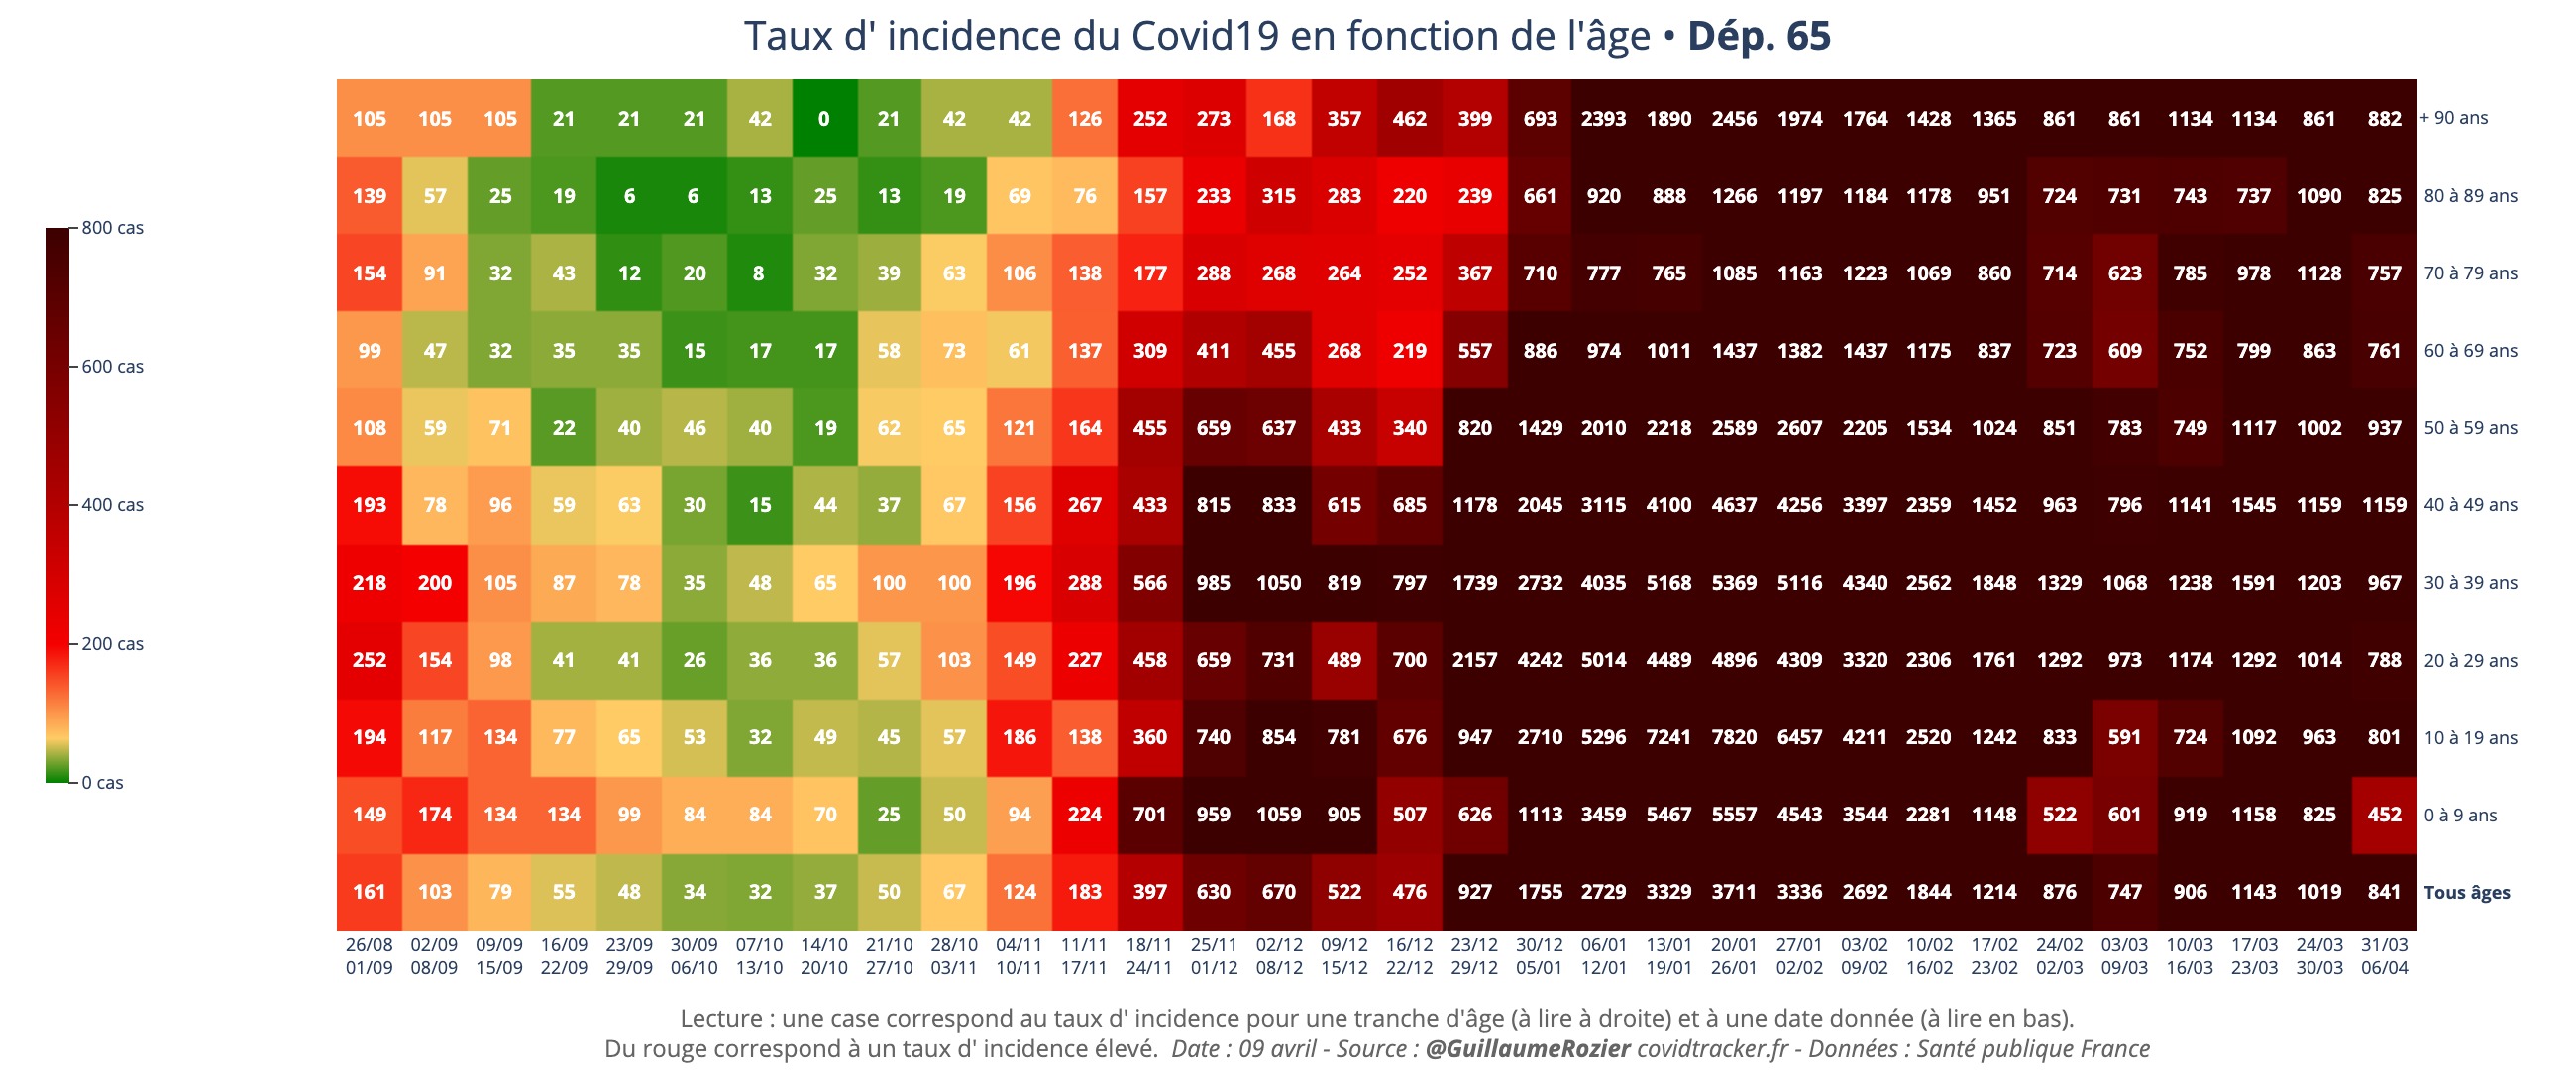 Taux d' incidence du Covid19 en fonction de l'âge • Dép. 65
800 cas
600 cas
400 cas
200 cas
0 cas
105 105 105 21 21 21 42 0 21 42 42 126 252 273 168 357 462 399 693 2393 1890 2456 1974 1764 1428 1365 861 861 1134 1134 861 882 + 90 ans
139 57 25 19 6 6 13 25 13 19 69 76 157 233 315 283 220 239 661 920 888 1266 1197 1184 1178 951 724 731 743 737 1090 825 80 à 89 ans
154 91 32 43 12 20 8 32 39 63 106 138 177 288 268 264 252 367 710 777 765 1085 1163 1223 1069 860 714 623 785 978 1128 757 70 à 79 ans
99 47 32 35 35 15 17 17 58 73 61 137 309 411 455 268 219 557 886 974 1011 1437 1382 1437 1175 837 723 609 752 799 863 761 60 à 69 ans
108 59 71 22 40 46 40 19 62 65 121 164 455 659 637 433 340 820 1429 2010 2218 2589 2607 2205 1534 1024 851 783 749 1117 1002 937 50 à 59 ans
193 78 96 59 63 30 15 44 37 67 156 267 433 815 833 615 685 1178 2045 3115 4100 4637 4256 3397 2359 1452 963 796 1141 1545 1159 1159 40 à 49 ans
218 200 105 87 78 35 48 65 100 100 196 288 566 985 1050 819 797 1739 2732 4035 5168 5369 5116 4340 2562 1848 1329 1068 1238 1591 1203 967 30 à 39 ans
252 154 98 41 41 26 36 36 57 103 149 227 458 659 731 489 700 2157 4242 5014 4489 4896 4309 3320 2306 1761 1292 973 1174 1292 1014 788 20 à 29 ans
194 117 134 77 65 53 32 49 45 57 186 138 360 740 854 781 676 947 2710 5296 7241 7820 6457 4211 2520 1242 833 591 724 1092 963 801 10 à 19 ans
149 174 134 134 99 84 84 70 25 50 94 224 701 959 1059 905 507 626 1113 3459 5467 5557 4543 3544 2281 1148 522 601 919 1158 825 452 0 à 9 ans
161 103 79 55 48 34 32 37 50 67 124 183 397 630 670 522 476 927 1755 2729 3329 3711 3336 2692 1844 1214 876 747 906 1143 1019 841 Tous âges
26/08 02/09 09/09 16/09 23/09 30/09 07/10 14/10 21/10 28/10 04/11 11/11 18/11 25/11 02/12 09/12 16/12 23/12 30/12 06/01 13/01 20/01 27/01 03/02 10/02 17/02 24/02 03/03 10/03 17/03 24/03 31/03
01/09 08/09 15/09 22/09 29/09 06/10 13/10 20/10 27/10 03/11 10/11 17/11 24/11 01/12 08/12 15/12 22/12 29/12 05/01 12/01 19/01 26/01 02/02 09/02 16/02 23/02 02/03 09/03 16/03 23/03 30/03 06/04
Lecture : une case correspond au taux d' incidence pour une tranche d'âge (à lire à droite) et à une date donnée (à lire en bas).
Du rouge correspond à un taux d' incidence élevé. Date : 09 avril - Source : @GuillaumeRozier covidtracker.fr - Données : Santé publique France